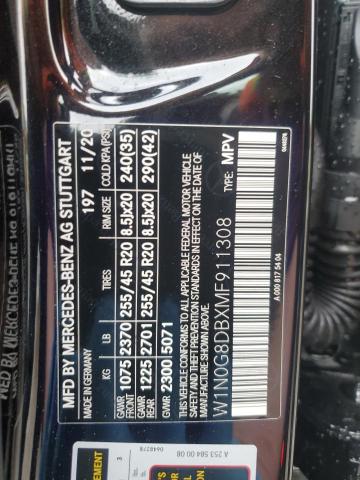 MFD BY MERCEDES-BENZ AG STUTTGART
197 11/20
KG LB TIRES RIM SIZE COLD KPA(PSI)
GAWR FRONT 1075 2370 255/45 R20 8.5Jx20 240(35)
GAWR REAR 1225 2701 255/45 R20 8.5Jx20 290(42)
GVWR 2300 5071
THIS VEHICLE CONFORMS TO ALL APPLICABLE FEDERAL MOTOR VEHICLE
SAFETY AND THEFT PREVENTION STANDARDS IN EFFECT ON THE DATE OF
MANUFACTURE SHOWN ABOVE.
W1N0G8DBXMF911308 TYPE: MPV
A 000 817 54 04
0648278
A 253 584 00 08
0648278
3